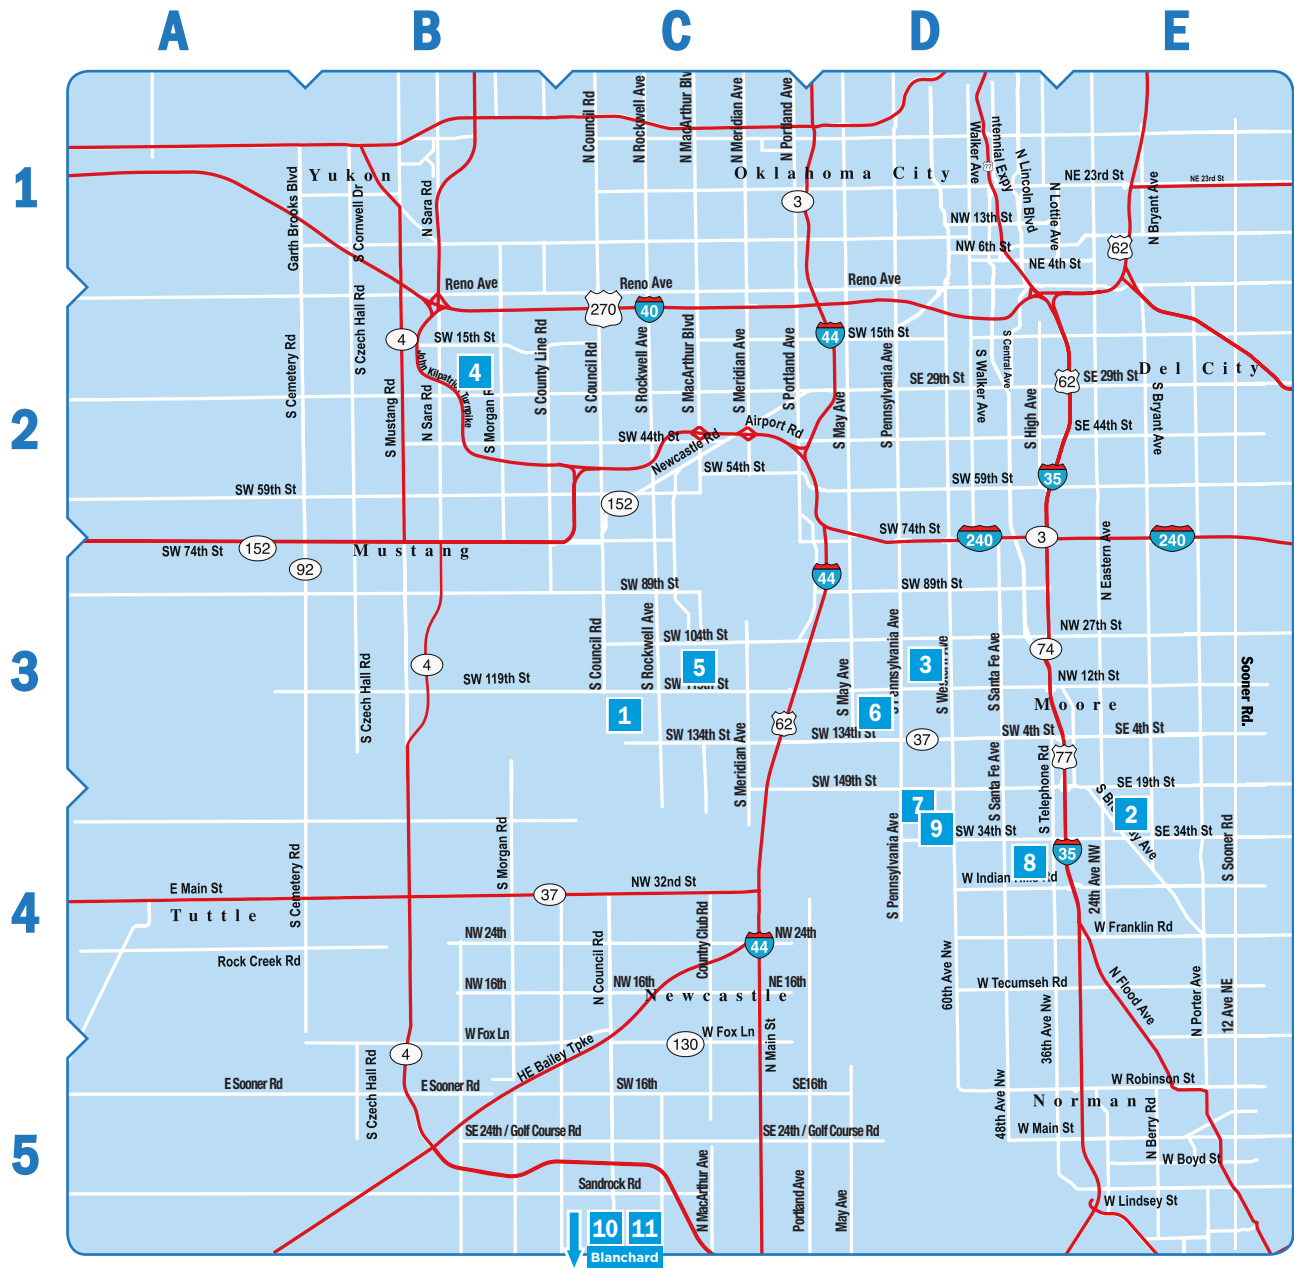 A B C D E
1
2
3
4
5
Yukon
Oklahoma City
Del City
Mustang
Moore
Tuttle
Newcastle
Norman
N Council Rd
N Rockwell Ave
N MacArthur Blv
N Meridian Ave
N Portland Ave
Walker Ave
ntennial Expy
N Lincoln Blvd
N Lottie Ave
N Bryant Ave
NE 23rd St
NE 23rd St
NW 13th St
NW 6th St
NE 4th St
Garth Brooks Blvd
S Cornwell Dr
N Sara Rd
77
3
62
Reno Ave
Reno Ave
Reno Ave
270
40
44
4
SW 15th St
SW 15th St
S Cemetery Rd
S Czech Hall Rd
S Mustang Rd
N Sara Rd
John Kilpatri
Turnpike
4
S Morgan R
S County Line Rd
S Council Rd
S Rockwell Ave
S MacArthur Blvd
S Meridian Ave
S Portland Ave
S May Ave
S Pennsylvania Ave
S Walker Ave
S Central Ave
S High Ave
S Bryant Ave
SE 29th St
SE 29th St
62
SE 44th St
SW 44th St
Airport Rd
Newcastle Rd
SW 54th St
SW 59th St
SW 59th St
35
152
SW 74th St
SW 74th St
152
92
240
3
240
N Eastern Ave
44
SW 89th St
SW 89th St
SW 104th St
NW 27th St
S Council Rd
S Rockwell Ave
S May Ave
ennsylvania Ave
S Wes
Ave
S Santa Fe Ave
74
Sooner Rd.
S Czech Hall Rd
4
SW 119th St
NW 12th St
5
3
1
6
62
SW 134th St
SW 134th St
37
SW 4th St
SE 4th St
77
S Meridian Ave
SW 149th St
S Santa Fe Ave
S Telephone Rd
SE 19th St
7
9
2
8
SW 34th St
SE 34th St
35
S Pennsylvania Ave
S Sooner Rd
W Indian
Rd
24th Ave NW
S Morgan Rd
S Cemetery Rd
E Main St
37
NW 32nd St
Rock Creek Rd
NW 24th
NW 24th
44
N Council Rd
Country Club Rd
W Franklin Rd
60th Ave Nw
W Tecumseh Rd
N Flood Ave
N Porter Ave
12 Ave NE
NW 16th
NW 16th
NE 16th
36th Ave Nw
W Fox Ln
W Fox Ln
130
N Main St
HE Bailey Tpke
4
S Czech Hall Rd
E Sooner Rd
E Sooner Rd
SW 16th
SE16th
48th Ave Nw
W Robinson St
W Main St
N Berry Rd
W Boyd St
W Lindsey St
SE 24th / Golf Course Rd
SE 24th / Golf Course Rd
Sandrock Rd
N MacArthur Ave
Portland Ave
May Ave
10 11
Blanchard